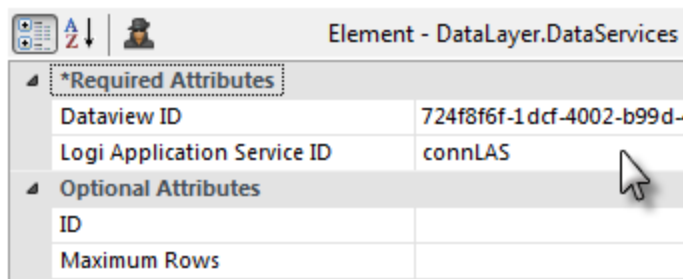 Element - DataLayer.DataServices
*Required Attributes
Dataview ID 724f8f6f-1dcf-4002-b99d-
Logi Application Service ID connLAS
Optional Attributes
ID
Maximum Rows